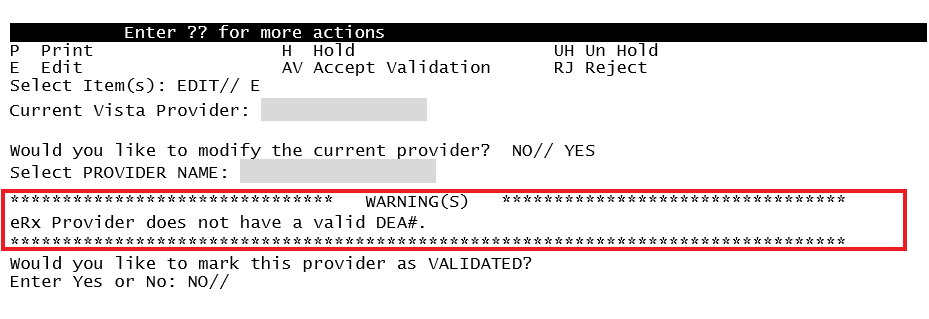 Enter ?? for more actions
P Print H Hold UH Un Hold
E Edit AV Accept Validation RJ Reject
Select Item(s): EDIT// E
Current Vista Provider:
Would you like to modify the current provider? NO// YES
Select PROVIDER NAME:
******************************* WARNING(S) *********************************
eRx Provider does not have a valid DEA#.
********************************************************************************
Would you like to mark this provider as VALIDATED?
Enter Yes or No: NO//